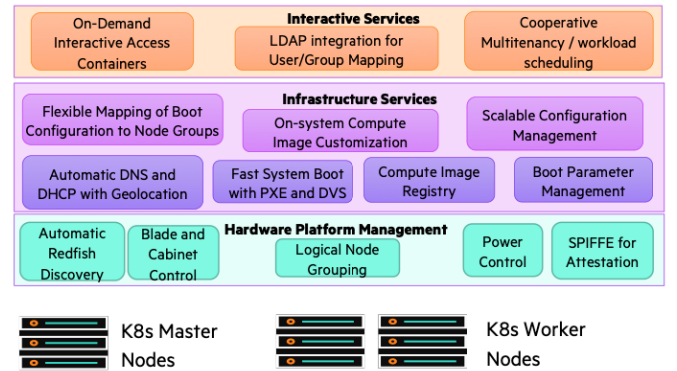 Interactive Services
On-Demand
Interactive Access
Containers
LDAP integration for
User/Group Mapping
Cooperative
Multitenancy / workload
scheduling
Infrastructure Services
Flexible Mapping of Boot
Configuration to Node Groups
On-system Compute
Image Customization
Scalable Configuration
Management
Automatic DNS and
DHCP with Geolocation
Fast System Boot
with PXE and DVS
Compute Image
Registry
Boot Parameter
Management
Hardware Platform Management
Automatic
Redfish
Discovery
Blade and
Cabinet
Control
Logical Node
Grouping
Power
Control
SPIFFE for
Attestation
K8s Master
Nodes
K8s Worker
Nodes